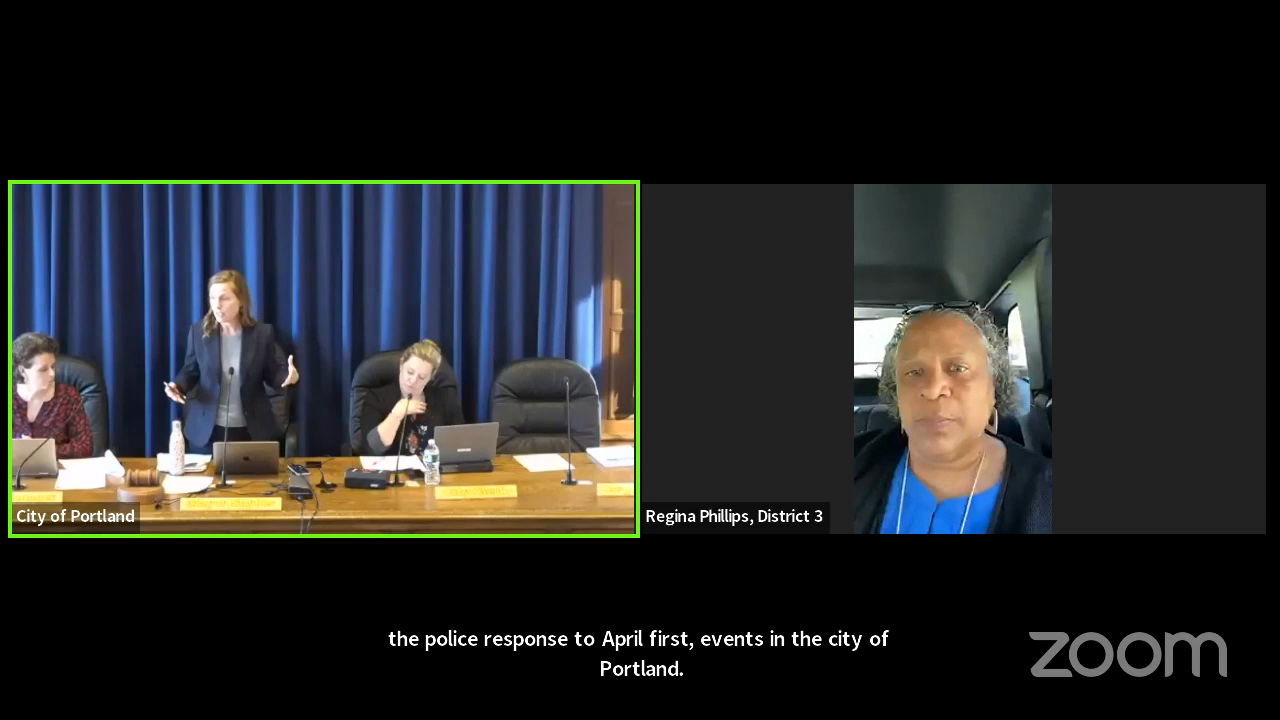 City of Portland
Regina Phillips, District 3
the police response to April first, events in the city of
Portland.
zoom